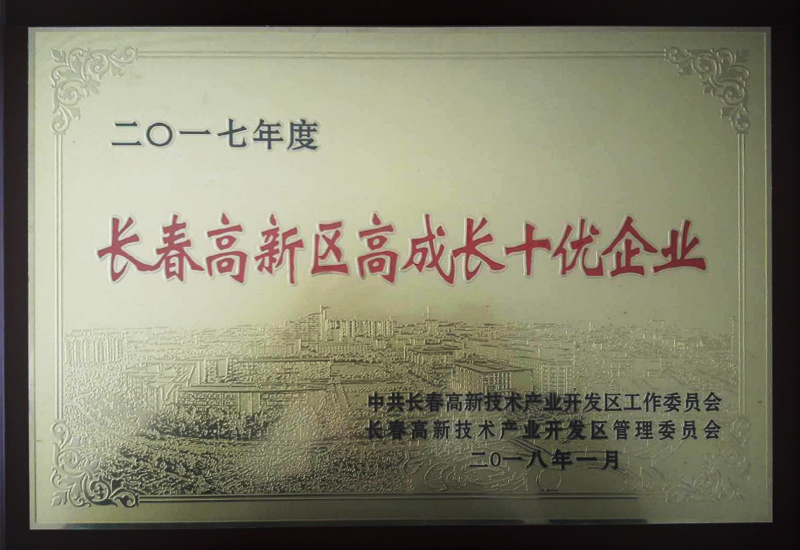 二〇一七年度
长春高新区高成长十优企业
中共长春高新技术产业开发区工作委员会
长春高新技术产业开发区管理委员会
二〇一八年一月